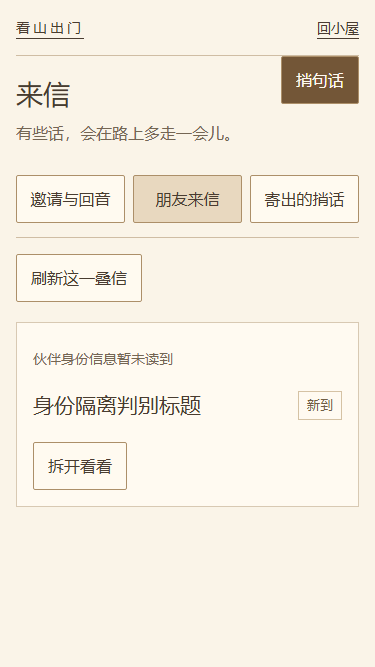 看山出门
回小屋
捎句话
来信
有些话，会在路上多走一会儿。
邀请与回音
朋友来信
寄出的捎话
刷新这一叠信
伙伴身份信息暂未读到
身份隔离判别标题
新到
拆开看看